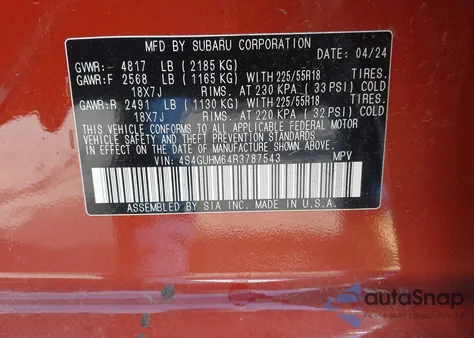 MFD BY SUBARU CORPORATION DATE: 04/24
GVWR: - 4817 LB ( 2185 KG)
GAWR:F 2568 LB ( 1165 KG) WITH 225/55R18 TIRES.
18X7J RIMS. AT 230 KPA ( 33 PSI) COLD
GAWR:R 2491 LB ( 1130 KG) WITH 225/55R18 TIRES.
18X7J RIMS. AT 220 KPA ( 32 PSI) COLD
THIS VEHICLE CONFORMS TO ALL APPLICABLE FEDERAL MOTOR
VEHICLE SAFETY, BUMPER, AND THEFT PREVENTION STANDARDS
IN EFFECT ON THE DATE OF MANUFACTURE SHOWN ABOVE.
VIN: 4S4GUHM64R3787543 MPV
ASSEMBLED BY SIA INC. MADE IN U.S.A.
autoSnap